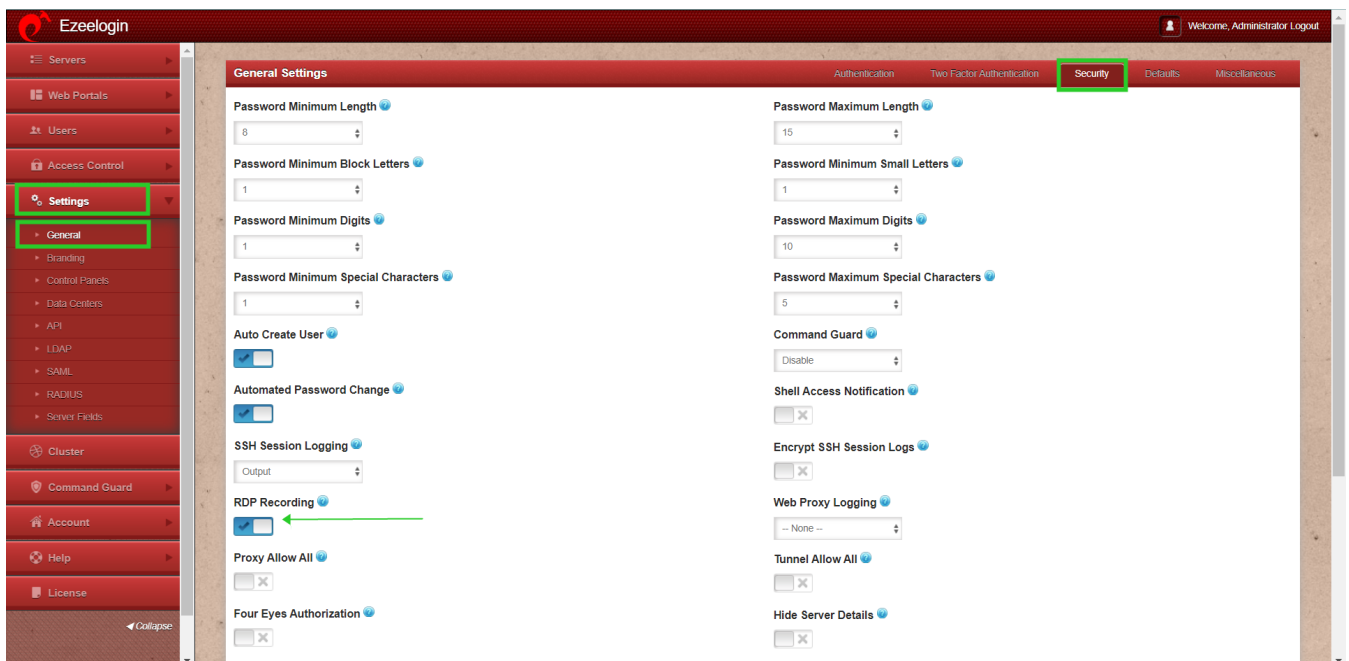 Ezeelogin
Welcome, Administrator Logout
Servers
Web Portals
Users
Access Control
Settings
General
Branding
Control Panels
Data Centers
API
LDAP
SAML
RADIUS
Server Fields
Cluster
Command Guard
Account
Help
License
Collapse
General Settings
Authentication
Two Factor Authentication
Security
Defaults
Miscellaneous
Password Minimum Length
8
Password Maximum Length
15
Password Minimum Block Letters
1
Password Minimum Small Letters
1
Password Minimum Digits
1
Password Maximum Digits
10
Password Minimum Special Characters
1
Password Maximum Special Characters
5
Auto Create User
Command Guard
Disable
Automated Password Change
Shell Access Notification
SSH Session Logging
Output
Encrypt SSH Session Logs
RDP Recording
Web Proxy Logging
-- None --
Proxy Allow All
Tunnel Allow All
Four Eyes Authorization
Hide Server Details